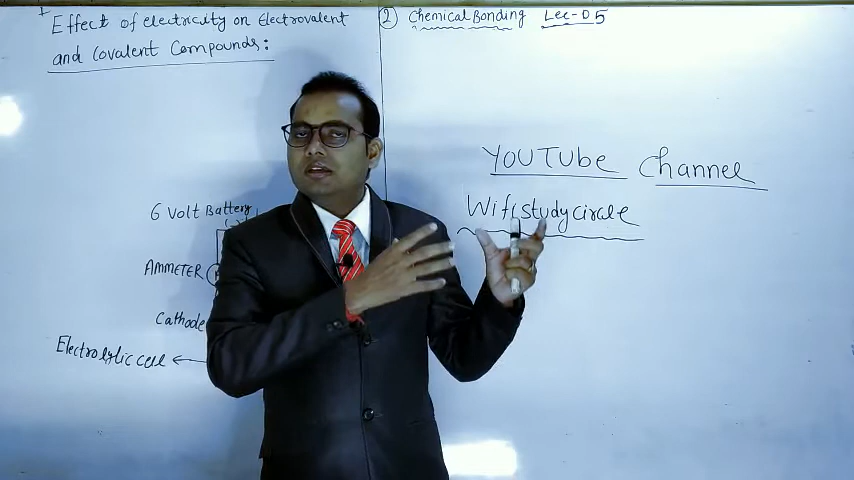 Effect of electricity on Electrovalent
and Covalent Compounds:
6 Volt Battery
(-)
AMMETER
Cathode
Electrolytic cell
② Chemical Bonding Lec-05
YOUTube Channel
Wifistudycircle